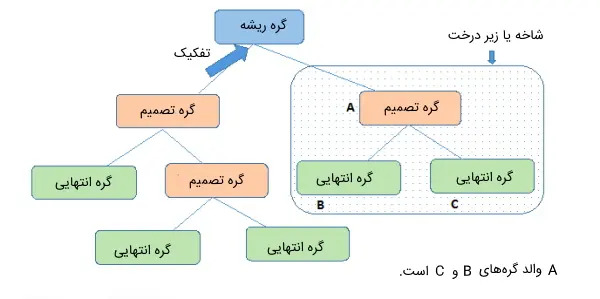 گره ریشه
شاخه یا زیر درخت
تفکیک
گره تصمیم
A
گره تصمیم
گره انتهایی
گره تصمیم
گره انتهایی
گره انتهایی
B
C
گره انتهایی
گره انتهایی
A والد گره‌های B و C است.